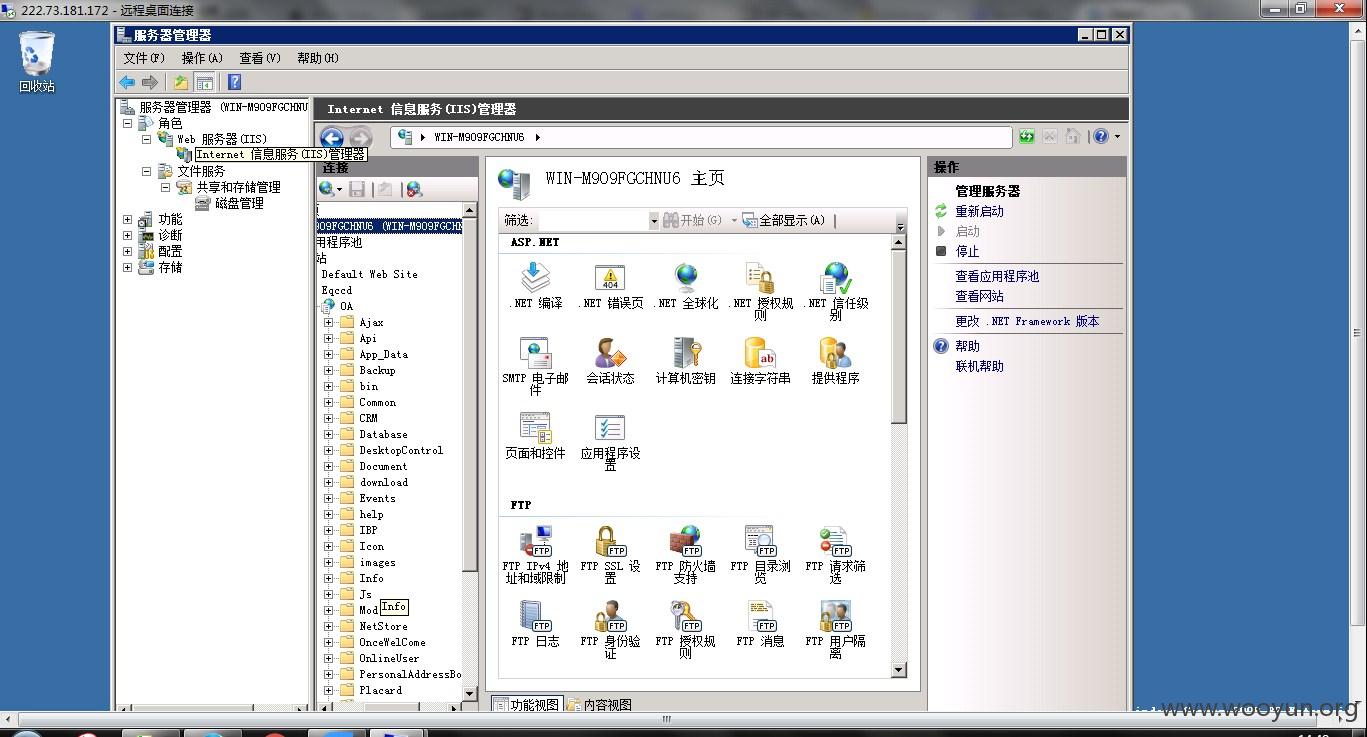 222.73.181.172 - 远程桌面连接
回收站
服务器管理器
文件(F) 操作(A) 查看(V) 帮助(H)
服务器管理器 (WIN-M909FGCHNU
角色
Web 服务器(IIS)
Internet 信息服务(IIS)管理器
文件服务
共享和存储管理
磁盘管理
功能
诊断
配置
存储
Internet 信息服务(IIS)管理器
WIN-M909FGCHNU6
连接
909FGCHNU6 (WIN-M909FGCHN
用程序池
站
Default Web Site
Eqccd
OA
Ajax
Api
App_Data
Backup
bin
Common
CRM
Database
DesktopControl
Document
download
Events
help
IBP
Icon
images
Info
Js
Mod
Info
NetStore
OnceWelCome
OnlineUser
PersonalAddressBo
Placard
WIN-M909FGCHNU6 主页
筛选: 开始(G) 全部显示(A)
ASP.NET
.NET 编译
.NET 错误页
.NET 全球化
.NET 授权规则
.NET 信任级别
SMTP 电子邮件
会话状态
计算机密钥
连接字符串
提供程序
页面和控件
应用程序设置
FTP
FTP IPv4 地址和域限制
FTP SSL 设置
FTP 防火墙支持
FTP 目录浏览
FTP 请求筛选
FTP 日志
FTP 身份验证
FTP 授权规则
FTP 消息
FTP 用户隔离
功能视图 内容视图
操作
管理服务器
重新启动
启动
停止
查看应用程序池
查看网站
更改 .NET Framework 版本
帮助
联机帮助
www.wooyun.org